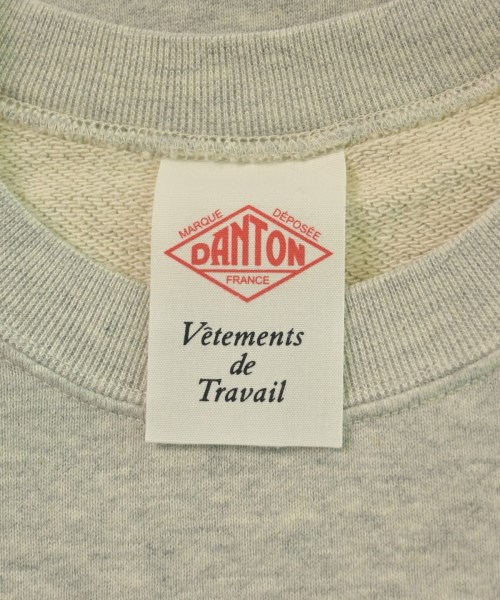 MARQUE DÉPOSÉE
DANTON
FRANCE
Vêtements
de
Travail